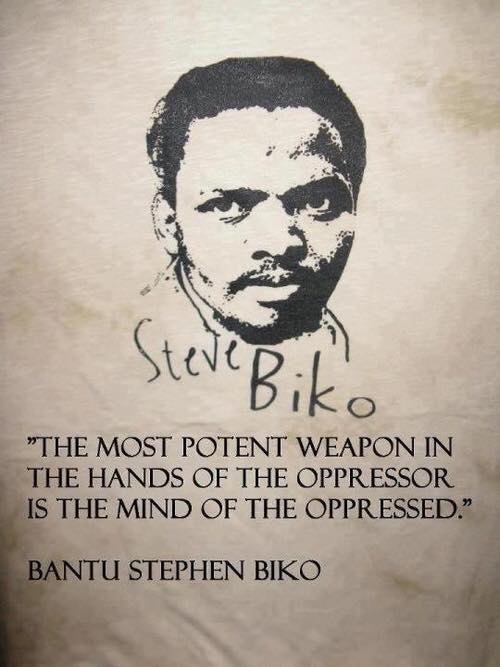 Steve
Biko
"THE MOST POTENT WEAPON IN
THE HANDS OF THE OPPRESSOR
IS THE MIND OF THE OPPRESSED."
BANTU STEPHEN BIKO